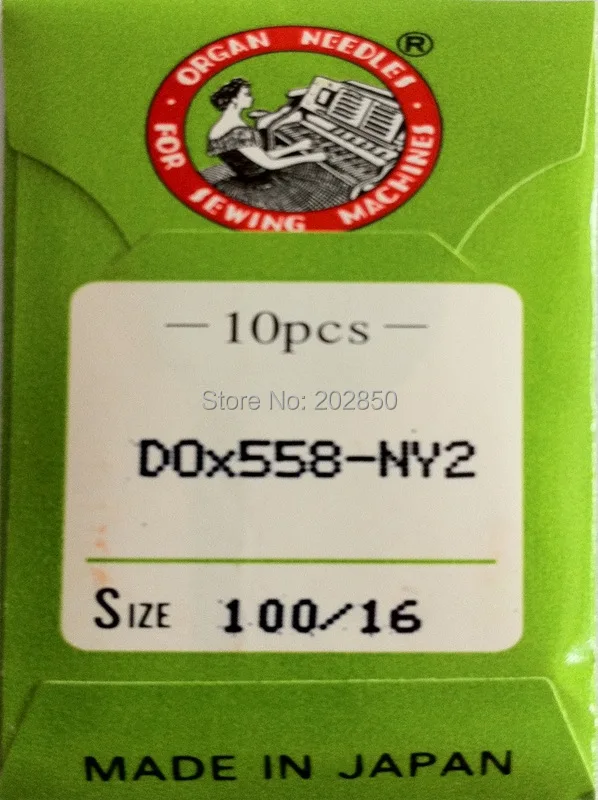 ORGAN NEEDLES ®
FOR SEWING MACHINES
— 10pcs —
Store No: 202850
DOx558-NY2
SIZE 100/16
MADE IN JAPAN